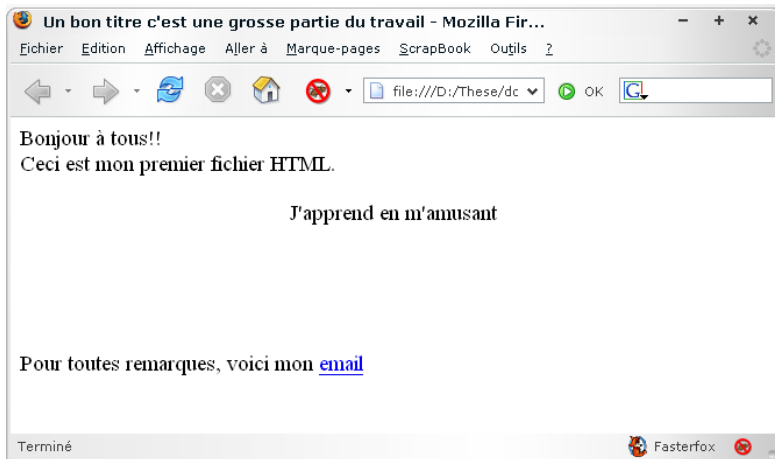 Un bon titre c'est une grosse partie du travail - Mozilla Fir...
Fichier Edition Affichage Aller à Marque-pages ScrapBook Outils ?
file:///D:/These/dc OK G
Bonjour à tous!!
Ceci est mon premier fichier HTML.
J'apprend en m'amusant
Pour toutes remarques, voici mon email
Terminé Fasterfox